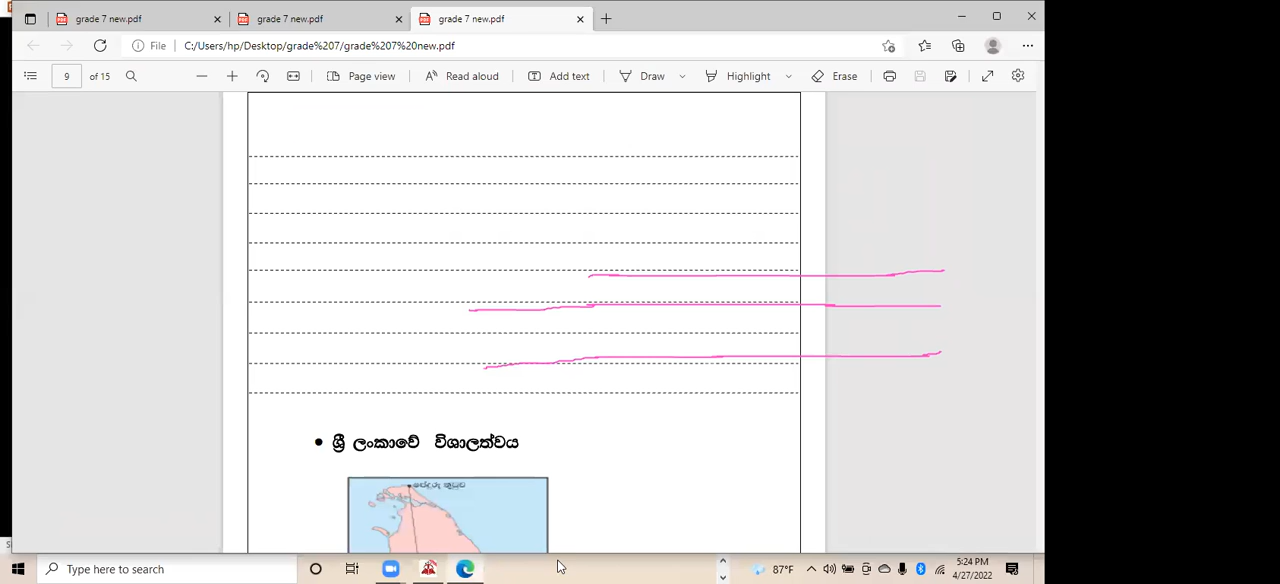 grade 7 new.pdf
grade 7 new.pdf
grade 7 new.pdf
File C:/Users/hp/Desktop/grade%207/grade%207%20new.pdf
9 of 15 Page view Read aloud Add text Draw Highlight Erase
• ශ්‍රී ලංකාවේ විශාලත්වය
පේදුරු තුඩුව
Type here to search
87°F
5:24 PM
4/27/2022